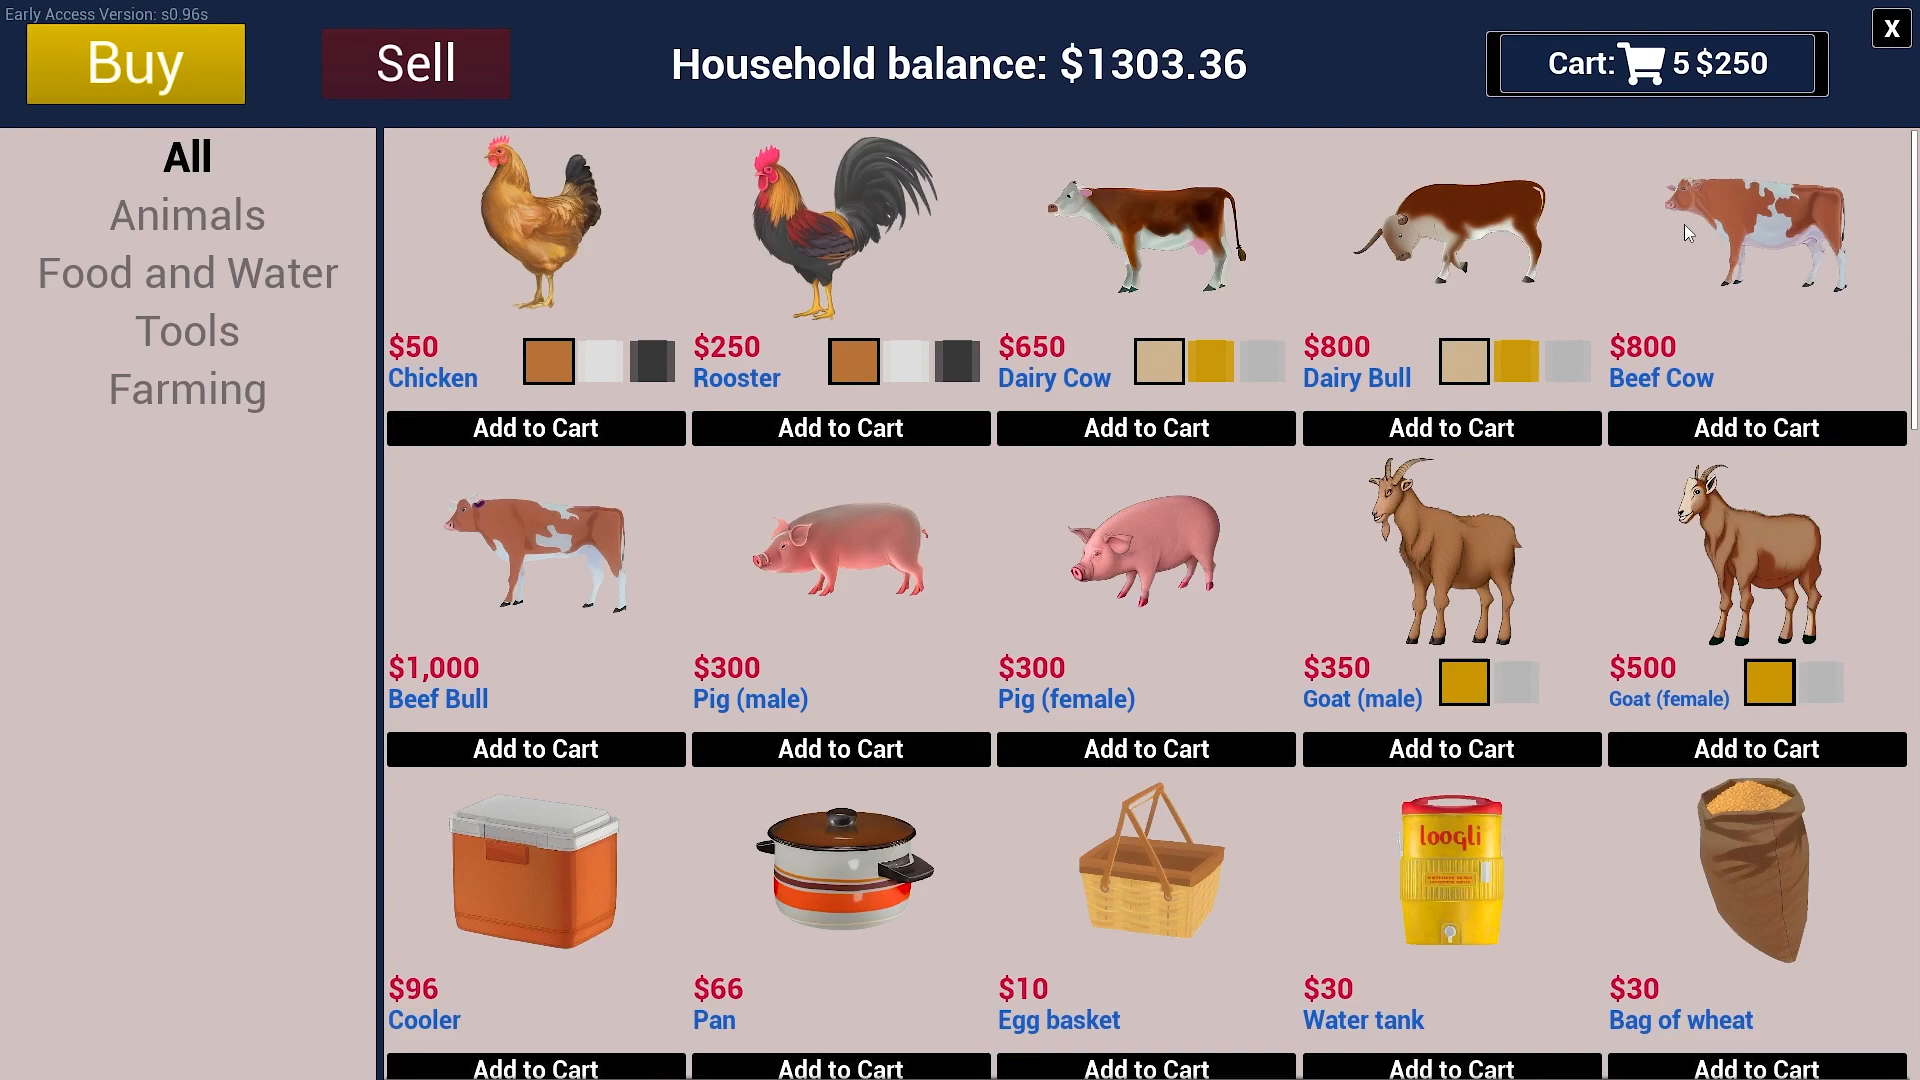 Early Access Version: s0.96s
Buy
Sell
Household balance: $1303.36
Cart: 5 $250
X
All
Animals
Food and Water
Tools
Farming
$50
Chicken
$250
Rooster
$650
Dairy Cow
$800
Dairy Bull
$800
Beef Cow
Add to Cart
Add to Cart
Add to Cart
Add to Cart
Add to Cart
$1,000
Beef Bull
$300
Pig (male)
$300
Pig (female)
$350
Goat (male)
$500
Goat (female)
Add to Cart
Add to Cart
Add to Cart
Add to Cart
Add to Cart
loogli
$96
Cooler
$66
Pan
$10
Egg basket
$30
Water tank
$30
Bag of wheat
Add to Cart
Add to Cart
Add to Cart
Add to Cart
Add to Cart